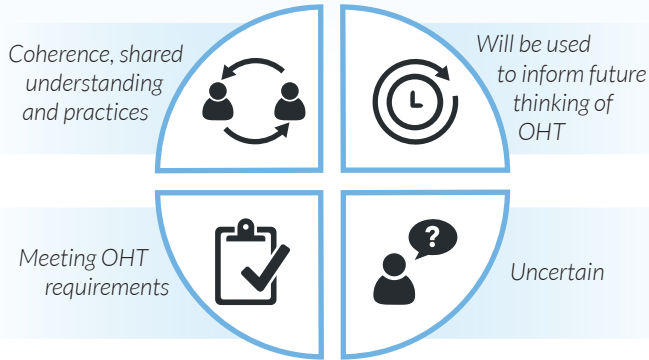 Coherence, shared
understanding
and practices
Will be used
to inform future
thinking of
OHT
Meeting OHT
requirements
?
Uncertain